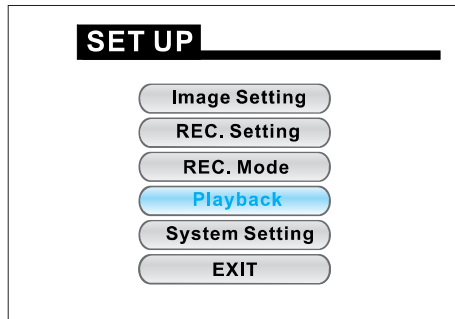 SET UP
Image Setting
REC. Setting
REC. Mode
Playback
System Setting
EXIT